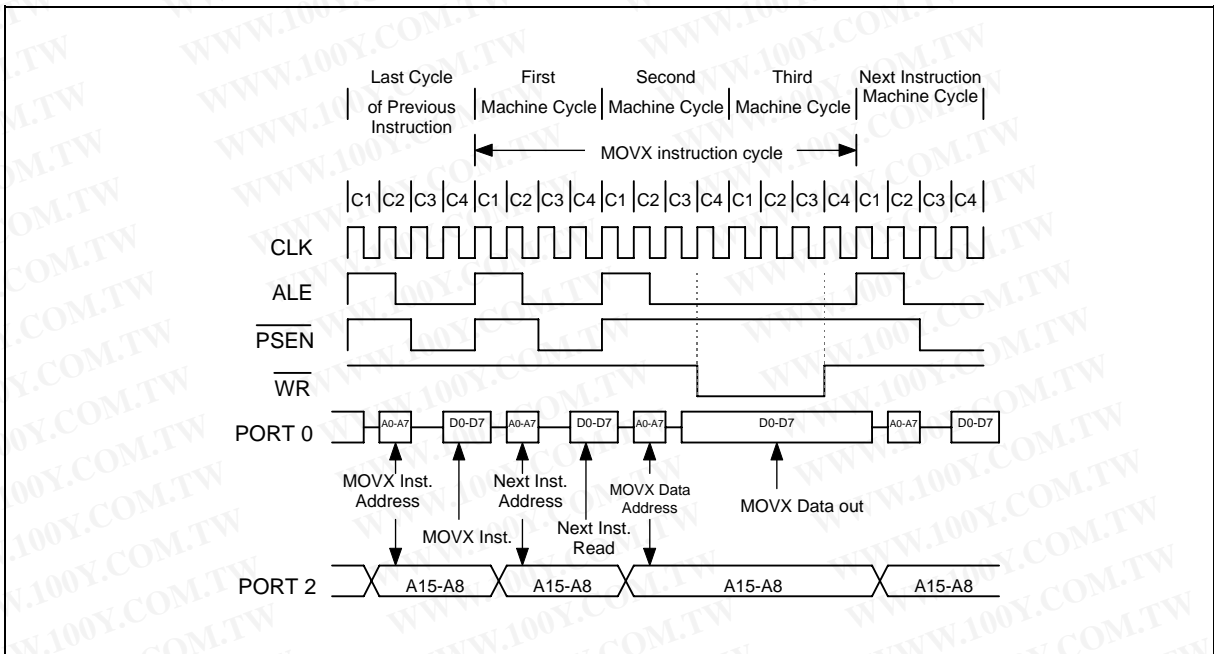 Last Cycle of Previous Instruction
First Machine Cycle
Second Machine Cycle
Third Machine Cycle
Next Instruction Machine Cycle
MOVX instruction cycle
C1 C2 C3 C4 C1 C2 C3 C4 C1 C2 C3 C4 C1 C2 C3 C4 C1 C2 C3 C4
CLK
ALE
PSEN
WR
PORT 0
A0-A7 D0-D7 A0-A7 D0-D7 A0-A7 D0-D7 A0-A7 D0-D7
MOVX Inst. Address
MOVX Inst.
Next Inst. Address
Next Inst. Read
MOVX Data Address
MOVX Data out
PORT 2
A15-A8 A15-A8 A15-A8 A15-A8
WWW.100Y.COM.TW